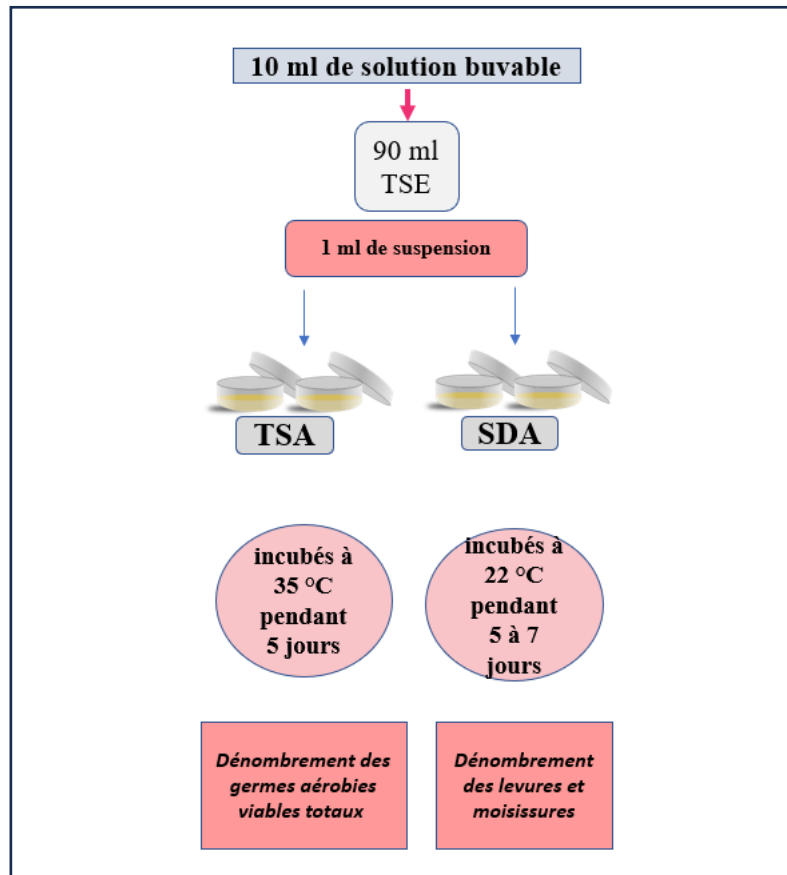 10 ml de solution buvable
90 ml
TSE
1 ml de suspension
TSA
SDA
incubés à
35 °C
pendant
5 jours
incubés à
22 °C
pendant
5 à 7
jours
Dénombrement des
germes aérobies
viables totaux
Dénombrement
des levures et
moisissures